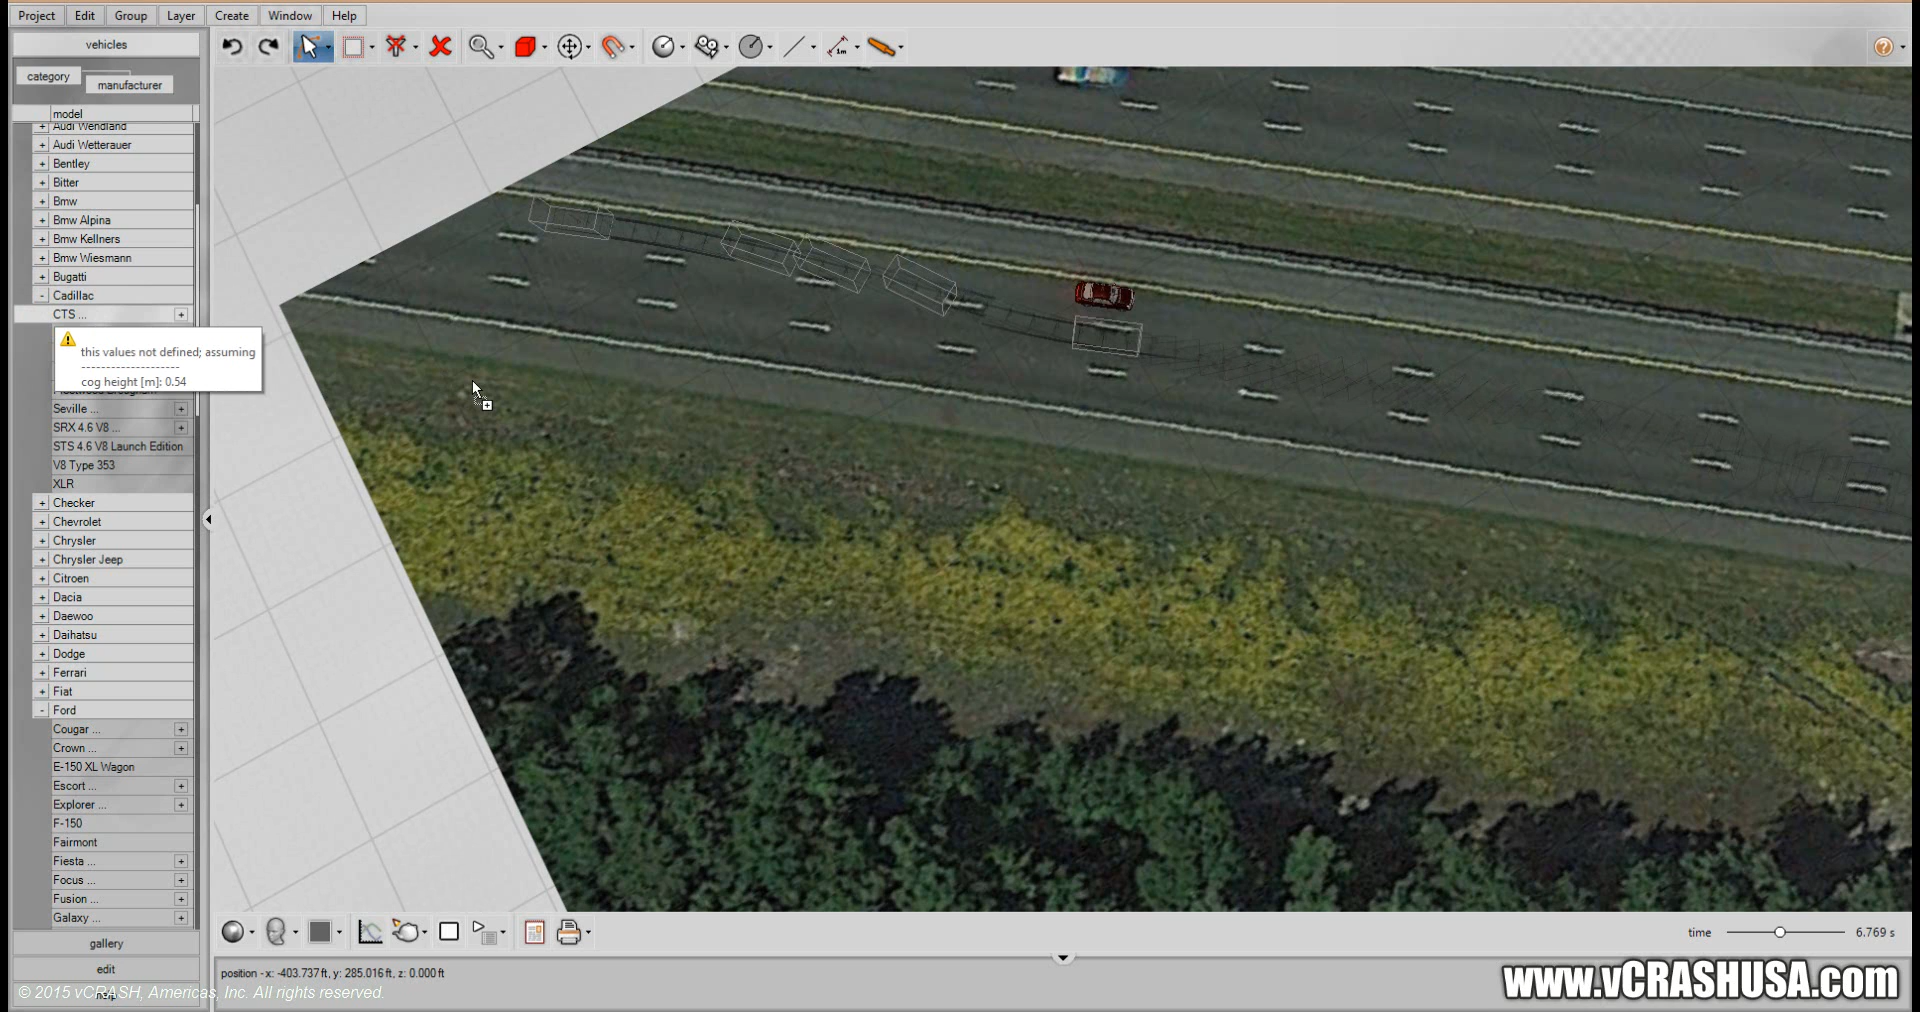 Project Edit Group Layer Create Window Help
vehicles
category
manufacturer
model
Audi Wendland
Audi Wetterauer
Bentley
Bitter
Bmw
Bmw Alpina
Bmw Kellners
Bmw Wiesmann
Bugatti
Cadillac
CTS ...
this values not defined; assuming
--------------------
cog height [m]: 0.54
Seville ...
SRX 4.6 V8 ...
STS 4.6 V8 Launch Edition
V8 Type 353
XLR
Checker
Chevrolet
Chrysler
Chrysler Jeep
Citroen
Dacia
Daewoo
Daihatsu
Dodge
Ferrari
Fiat
Ford
Cougar ...
Crown ...
E-150 XL Wagon
Escort ...
Explorer ...
F-150
Fairmont
Fiesta ...
Focus ...
Fusion ...
Galaxy ...
gallery
edit
help
time 6.769 s
position - x: -403.737 ft, y: 285.016 ft, z: 0.000 ft
© 2015 vCRASH, Americas, Inc. All rights reserved.
www.vCRASHUSA.com